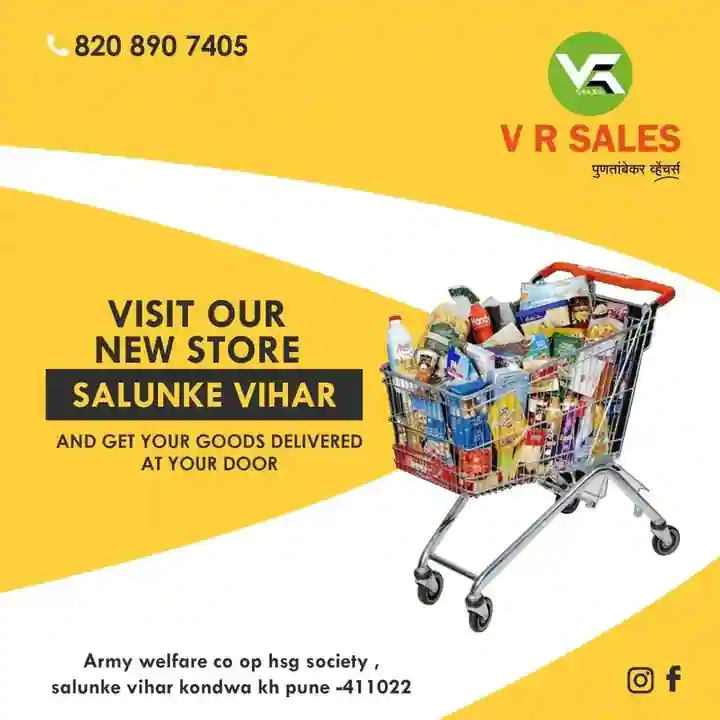 820 890 7405
V R SALES
पुणतांबेकर व्हेंचर्स
VISIT OUR
NEW STORE
SALUNKE VIHAR
AND GET YOUR GOODS DELIVERED
AT YOUR DOOR
Army welfare co op hsg society ,
salunke vihar kondwa kh pune -411022